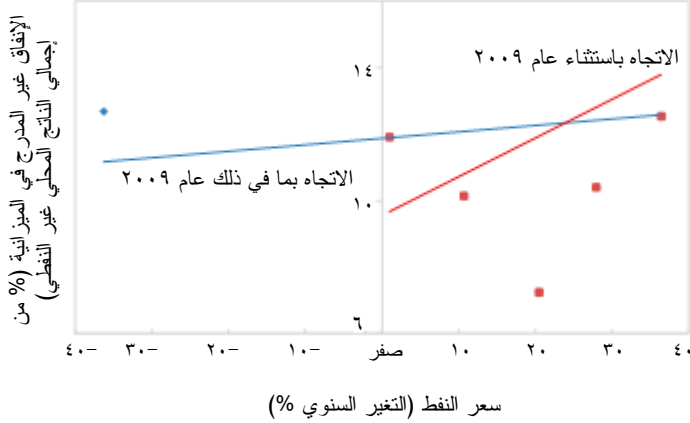 الإنفاق غير المدرج في الميزانية (% من
إجمالي الناتج المحلي غير النفطي)
١٤
١٠
٦
الاتجاه باستثناء عام ٢٠٠٩
الاتجاه بما في ذلك عام ٢٠٠٩
٤٠– ٣٠– ٢٠– ١٠– صفر ١٠ ٢٠ ٣٠ ٤٠
سعر النفط (التغير السنوي %)